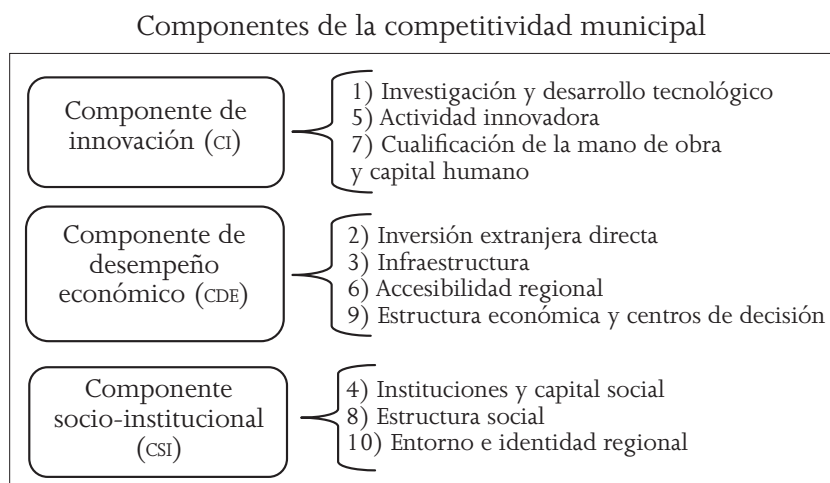 Componentes de la competitividad municipal
Componente de
innovación (CI)
1) Investigación y desarrollo tecnológico
5) Actividad innovadora
7) Cualificación de la mano de obra
y capital humano
Componente de
desempeño
económico (CDE)
2) Inversión extranjera directa
3) Infraestructura
6) Accesibilidad regional
9) Estructura económica y centros de decisión
Componente
socio-institucional
(CSI)
4) Instituciones y capital social
8) Estructura social
10) Entorno e identidad regional